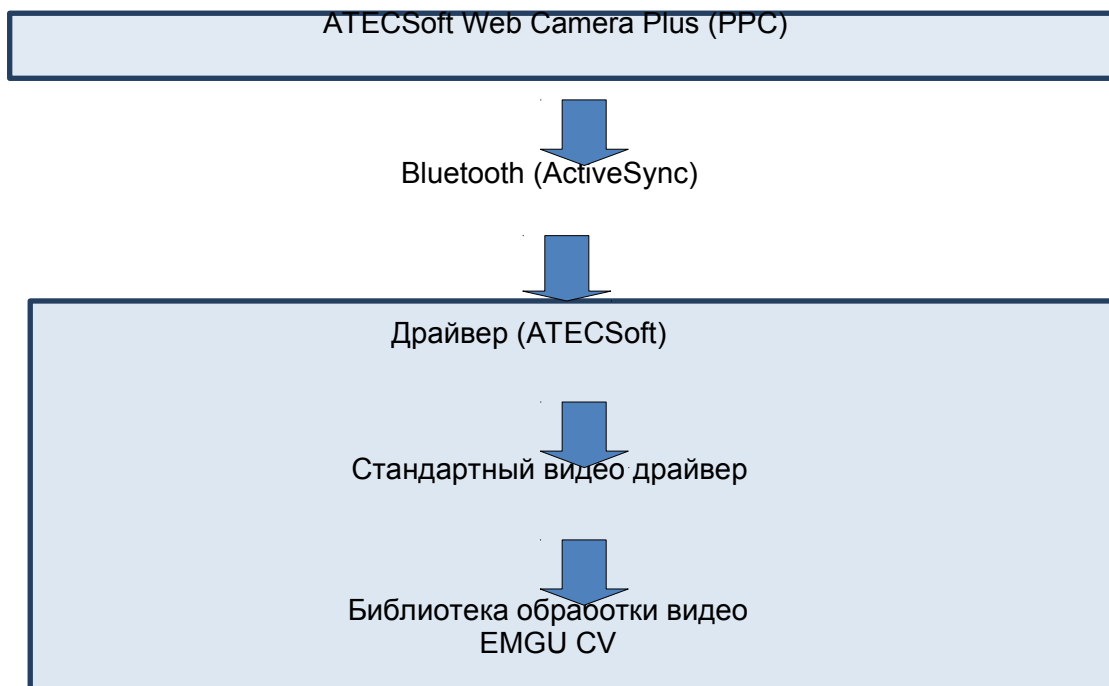 ATECSoft Web Camera Plus (PPC)
Bluetooth (ActiveSync)
Драйвер (ATECSoft)
Стандартный видео драйвер
Библиотека обработки видео
EMGU CV